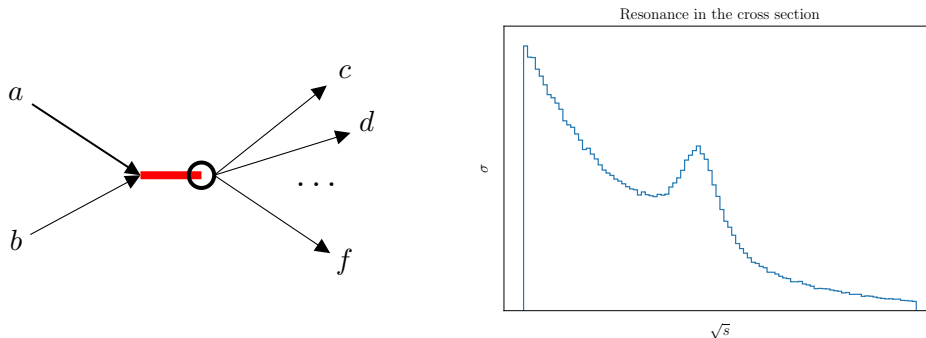 a
b
c
d
...
f
Resonance in the cross section
σ
√s